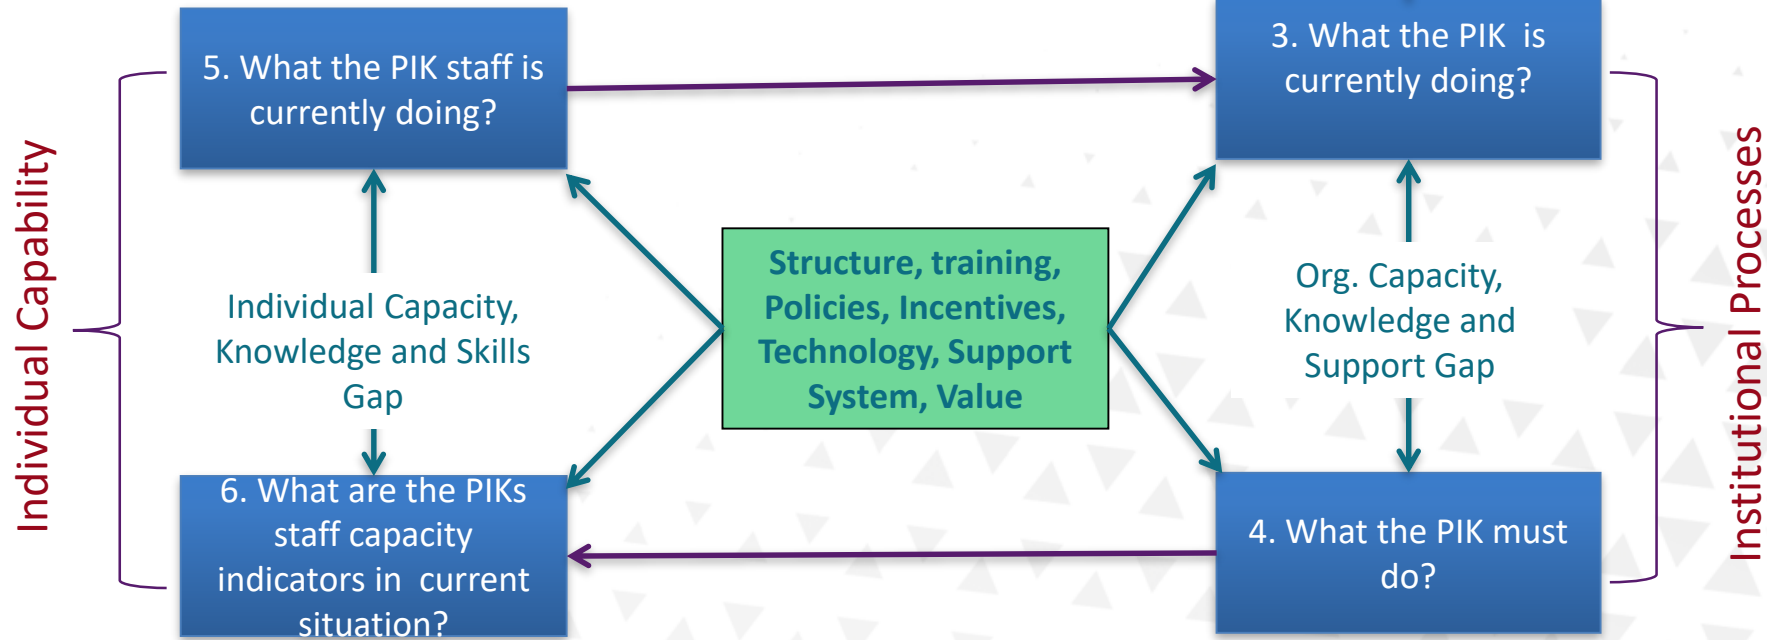 Individual Capability
5. What the PIK staff is
currently doing?
3. What the PIK is
currently doing?
Individual Capacity,
Knowledge and Skills
Gap
Structure, training,
Policies, Incentives,
Technology, Support
System, Value
Org. Capacity,
Knowledge and
Support Gap
Institutional Processes
6. What are the PIKs
staff capacity
indicators in current
situation?
4. What the PIK must
do?